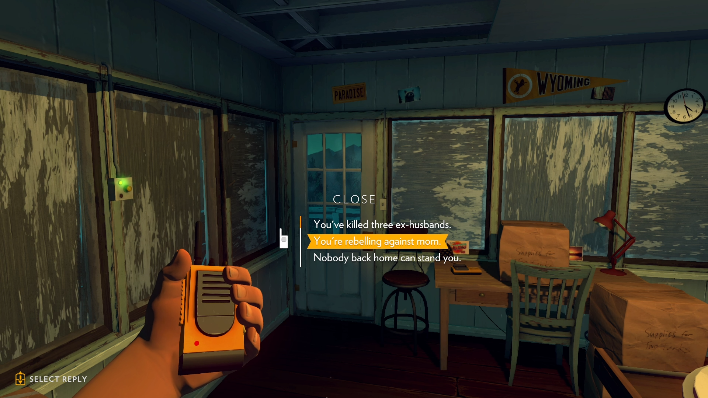 PARADISE
WYOMING
CLOSE
You've killed three ex-husbands.
You're rebelling against mom.
Nobody back home can stand you.
SELECT REPLY